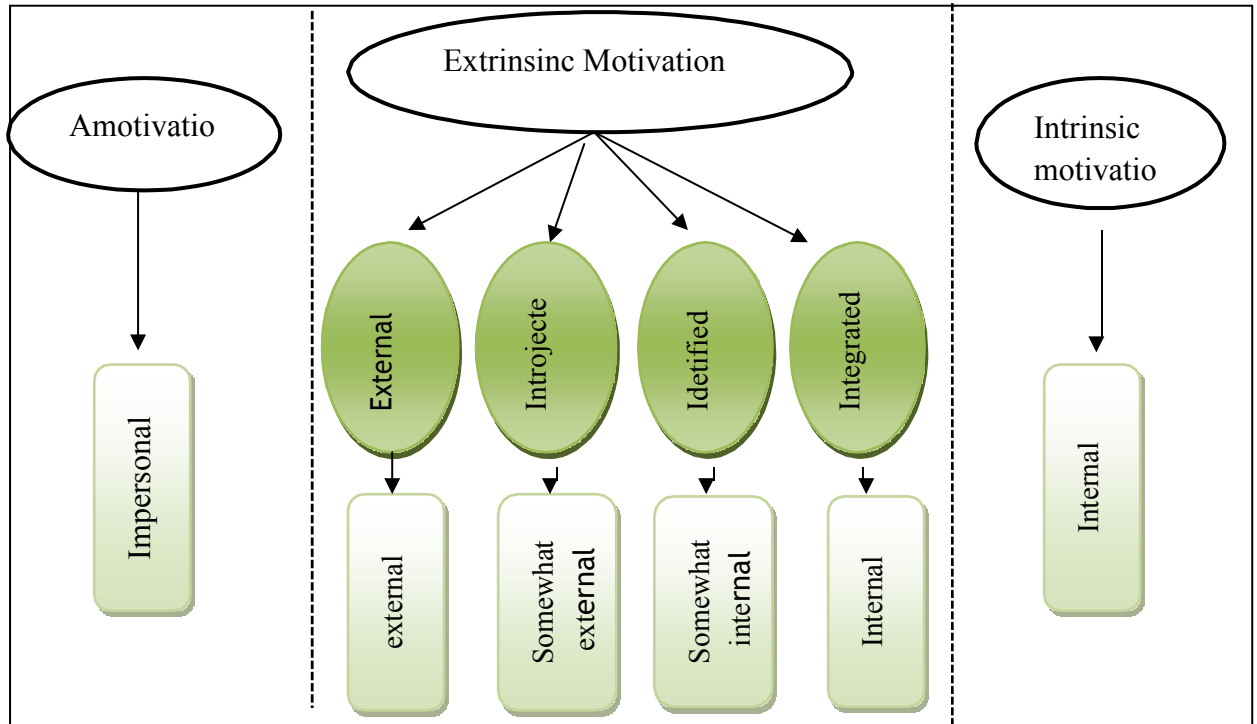 Extrinsinc Motivation
Amotivatio
Intrinsic
motivatio
External
Introjecte
Idetified
Integrated
Impersonal
external
Somewhat
external
Somewhat
internal
Internal
Internal